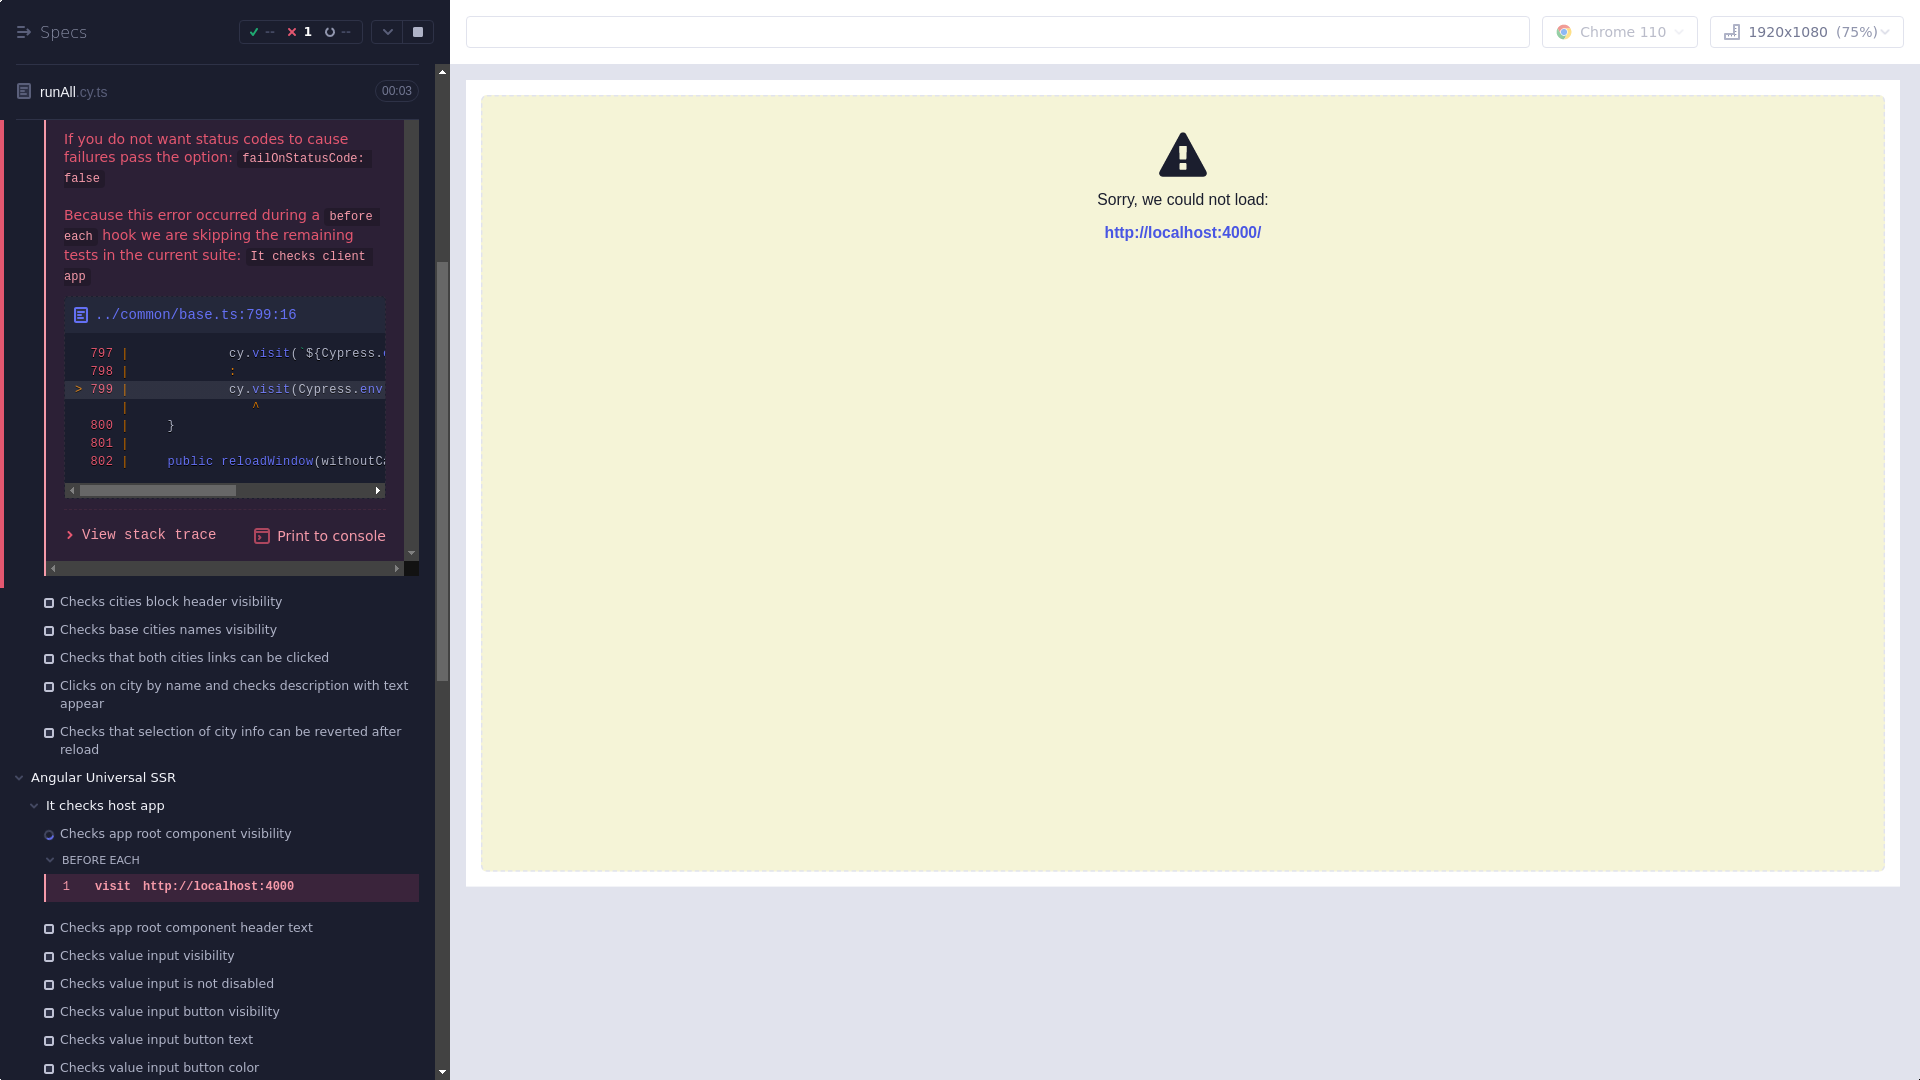 Specs
--
1
--
runAll.cy.ts
00:03
If you do not want status codes to cause
failures pass the option: failOnStatusCode:
false
Because this error occurred during a before
each hook we are skipping the remaining
tests in the current suite: It checks client
app
../common/base.ts:799:16
797 | cy.visit(`${Cypress.
798 | :
> 799 | cy.visit(Cypress.env
| ^
800 | }
801 |
802 | public reloadWindow(withoutCa
View stack trace
Print to console
Checks cities block header visibility
Checks base cities names visibility
Checks that both cities links can be clicked
Clicks on city by name and checks description with text
appear
Checks that selection of city info can be reverted after
reload
Angular Universal SSR
It checks host app
Checks app root component visibility
BEFORE EACH
1 visit http://localhost:4000
Checks app root component header text
Checks value input visibility
Checks value input is not disabled
Checks value input button visibility
Checks value input button text
Checks value input button color
Chrome 110
1920x1080 (75%)
Sorry, we could not load:
http://localhost:4000/